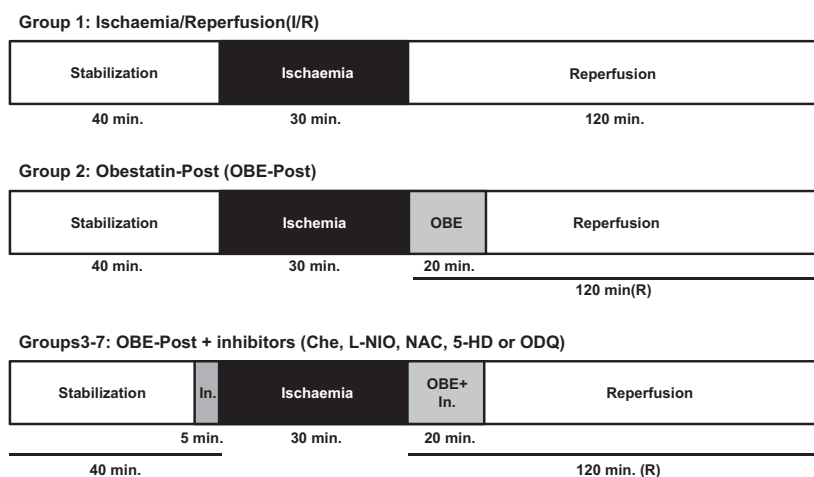 Group 1: Ischaemia/Reperfusion(I/R)
Stabilization Ischaemia Reperfusion
40 min. 30 min. 120 min.
Group 2: Obestatin-Post (OBE-Post)
Stabilization Ischemia OBE Reperfusion
40 min. 30 min. 20 min.
120 min(R)
Groups3-7: OBE-Post + inhibitors (Che, L-NIO, NAC, 5-HD or ODQ)
Stabilization In. Ischaemia OBE+ In. Reperfusion
5 min. 30 min. 20 min.
40 min. 120 min. (R)